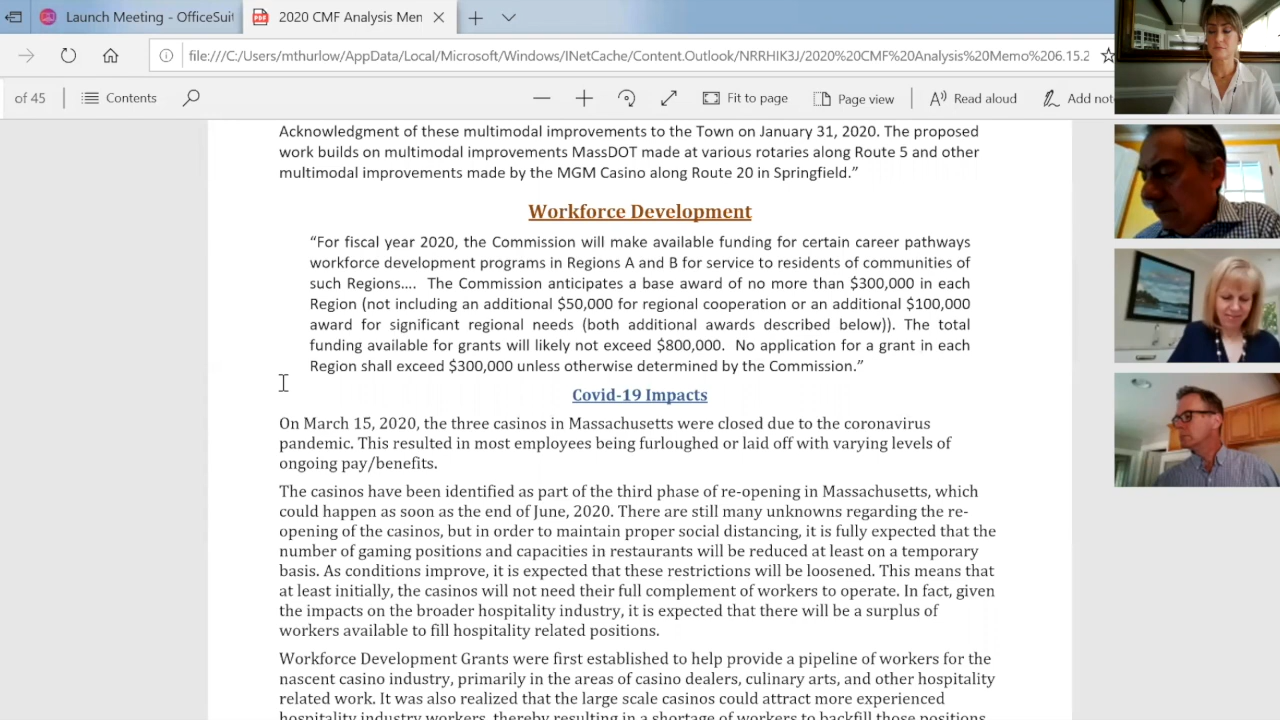 Launch Meeting - OfficeSuit
2020 CMF Analysis Mer
file:///C:/Users/mthurlow/AppData/Local/Microsoft/Windows/INetCache/Content.Outlook/NRRHIK3J/2020%20CMF%20Analysis%20Memo%206.15.2
of 45
Contents
Fit to page
Page view
Read aloud
Add not
Acknowledgment of these multimodal improvements to the Town on January 31, 2020. The proposed
work builds on multimodal improvements MassDOT made at various rotaries along Route 5 and other
multimodal improvements made by the MGM Casino along Route 20 in Springfield.”
Workforce Development
“For fiscal year 2020, the Commission will make available funding for certain career pathways
workforce development programs in Regions A and B for service to residents of communities of
such Regions…. The Commission anticipates a base award of no more than $300,000 in each
Region (not including an additional $50,000 for regional cooperation or an additional $100,000
award for significant regional needs (both additional awards described below)). The total
funding available for grants will likely not exceed $800,000. No application for a grant in each
Region shall exceed $300,000 unless otherwise determined by the Commission.”
Covid-19 Impacts
On March 15, 2020, the three casinos in Massachusetts were closed due to the coronavirus
pandemic. This resulted in most employees being furloughed or laid off with varying levels of
ongoing pay/benefits.
The casinos have been identified as part of the third phase of re-opening in Massachusetts, which
could happen as soon as the end of June, 2020. There are still many unknowns regarding the re-
opening of the casinos, but in order to maintain proper social distancing, it is fully expected that the
number of gaming positions and capacities in restaurants will be reduced at least on a temporary
basis. As conditions improve, it is expected that these restrictions will be loosened. This means that
at least initially, the casinos will not need their full complement of workers to operate. In fact, given
the impacts on the broader hospitality industry, it is expected that there will be a surplus of
workers available to fill hospitality related positions.
Workforce Development Grants were first established to help provide a pipeline of workers for the
nascent casino industry, primarily in the areas of casino dealers, culinary arts, and other hospitality
related work. It was also realized that the large scale casinos could attract more experienced
hospitality industry workers, thereby resulting in a shortage of workers to backfill those positions